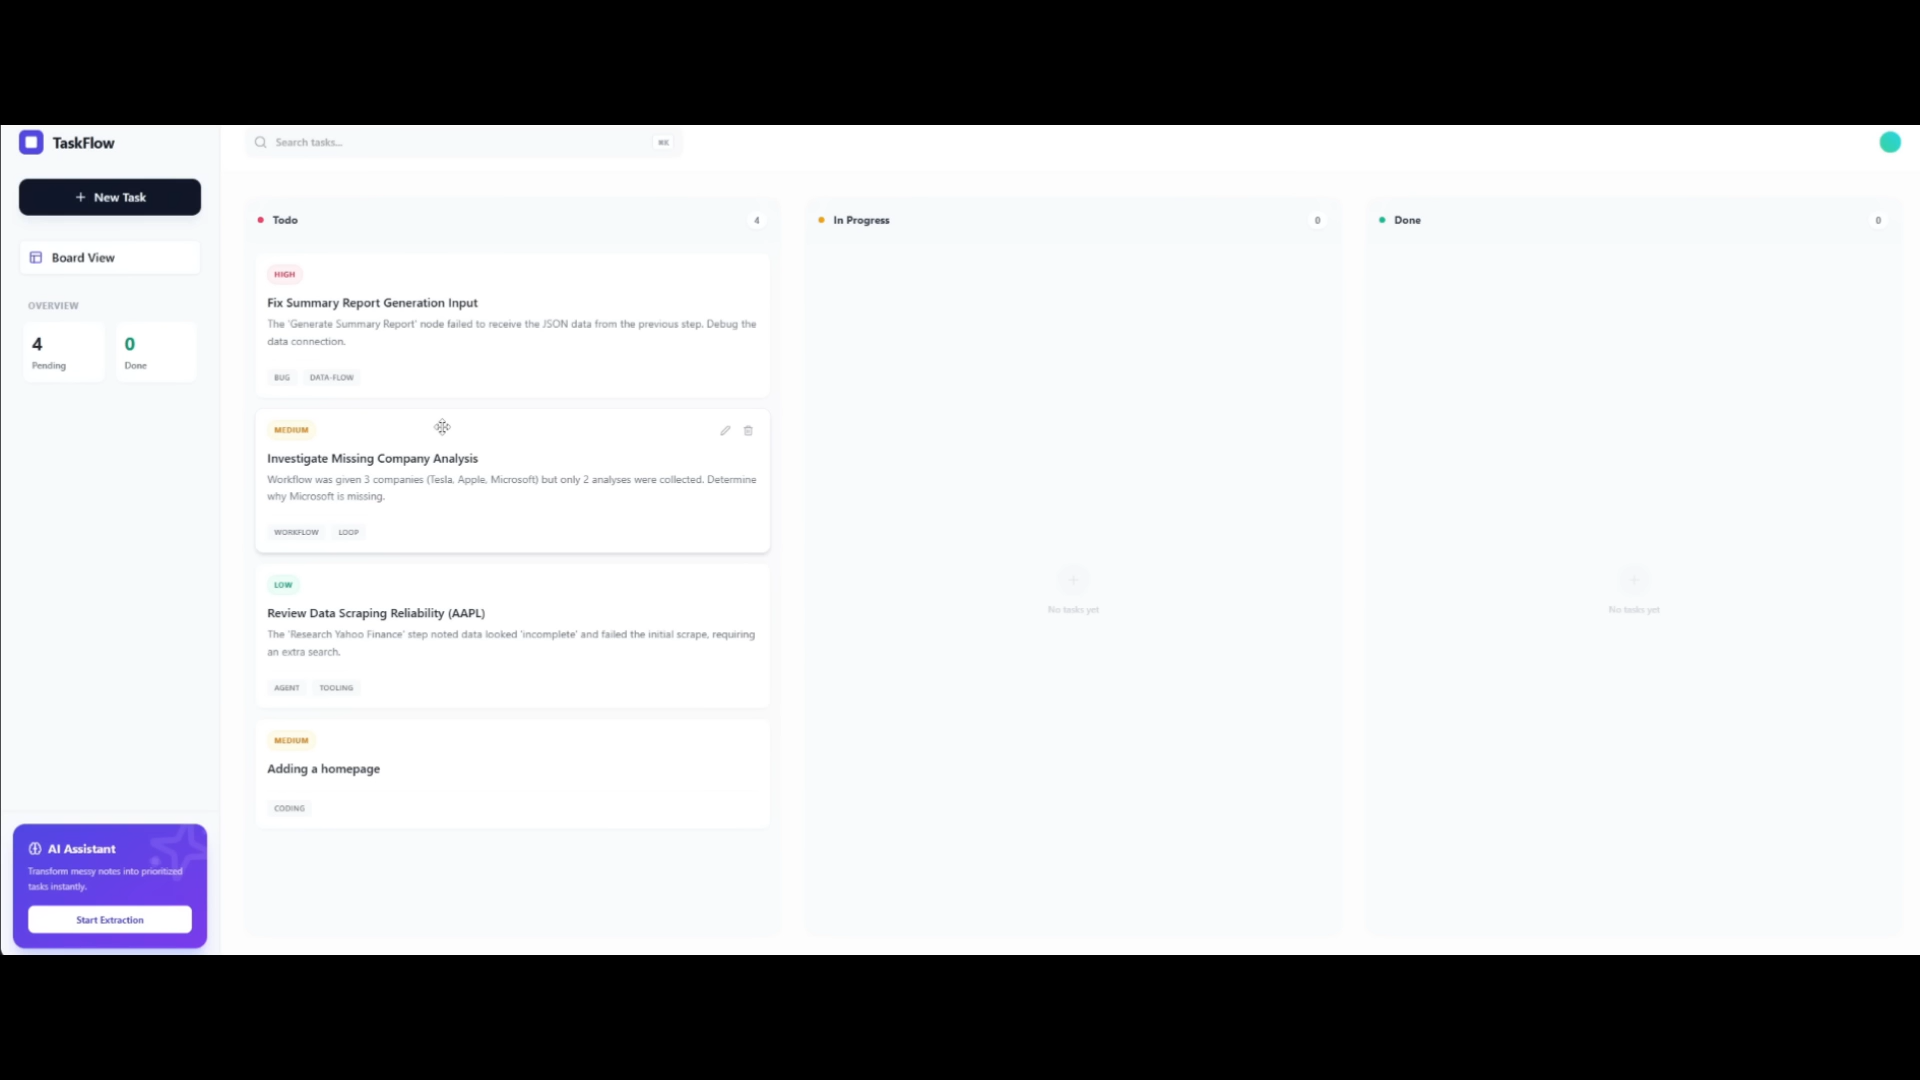 TaskFlow
Search tasks...
⌘K
+ New Task
Board View
OVERVIEW
4
Pending
0
Done
Todo
4
HIGH
Fix Summary Report Generation Input
The 'Generate Summary Report' node failed to receive the JSON data from the previous step. Debug the
data connection.
BUG
DATA-FLOW
MEDIUM
Investigate Missing Company Analysis
Workflow was given 3 companies (Tesla, Apple, Microsoft) but only 2 analyses were collected. Determine
why Microsoft is missing.
WORKFLOW
LOOP
LOW
Review Data Scraping Reliability (AAPL)
The 'Research Yahoo Finance' step noted data looked 'incomplete' and failed the initial scrape, requiring
an extra search.
AGENT
TOOLING
MEDIUM
Adding a homepage
CODING
In Progress
0
No tasks yet
Done
0
No tasks yet
AI Assistant
Transform messy notes into prioritized
tasks instantly.
Start Extraction